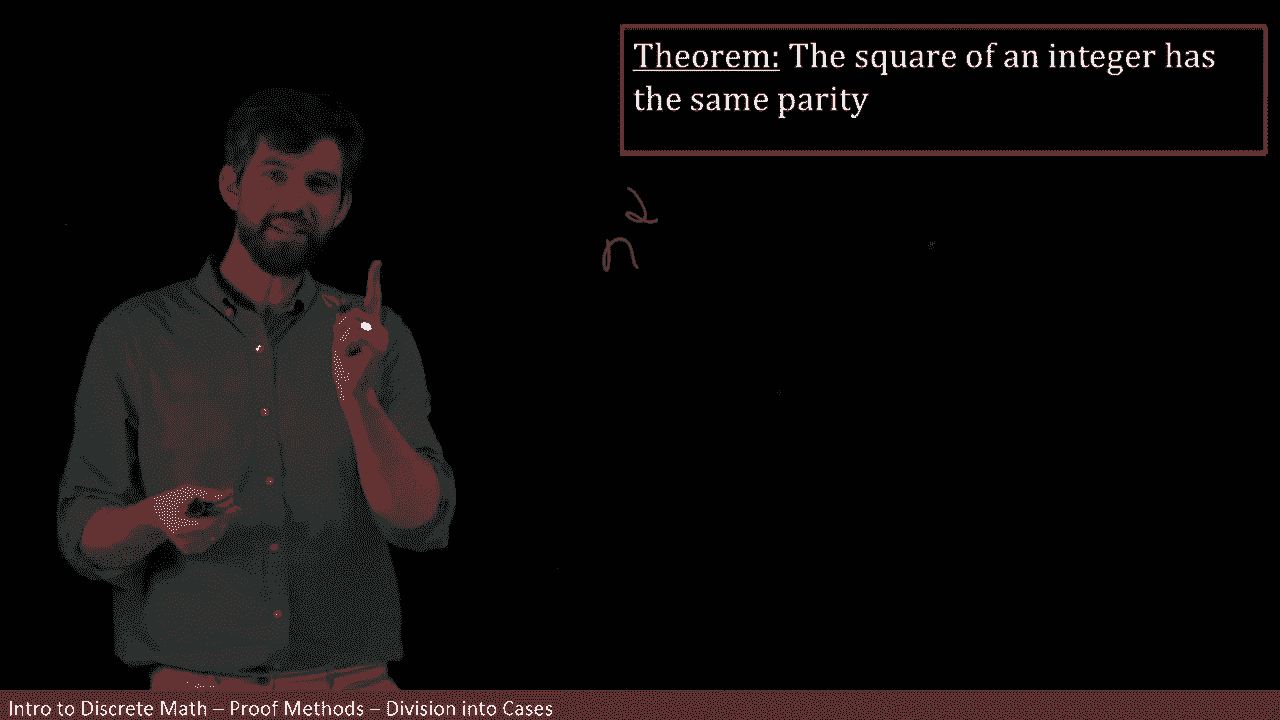 Theorem: The square of an integer has
the same parity
n²
Intro to Discrete Math – Proof Methods – Division into Cases